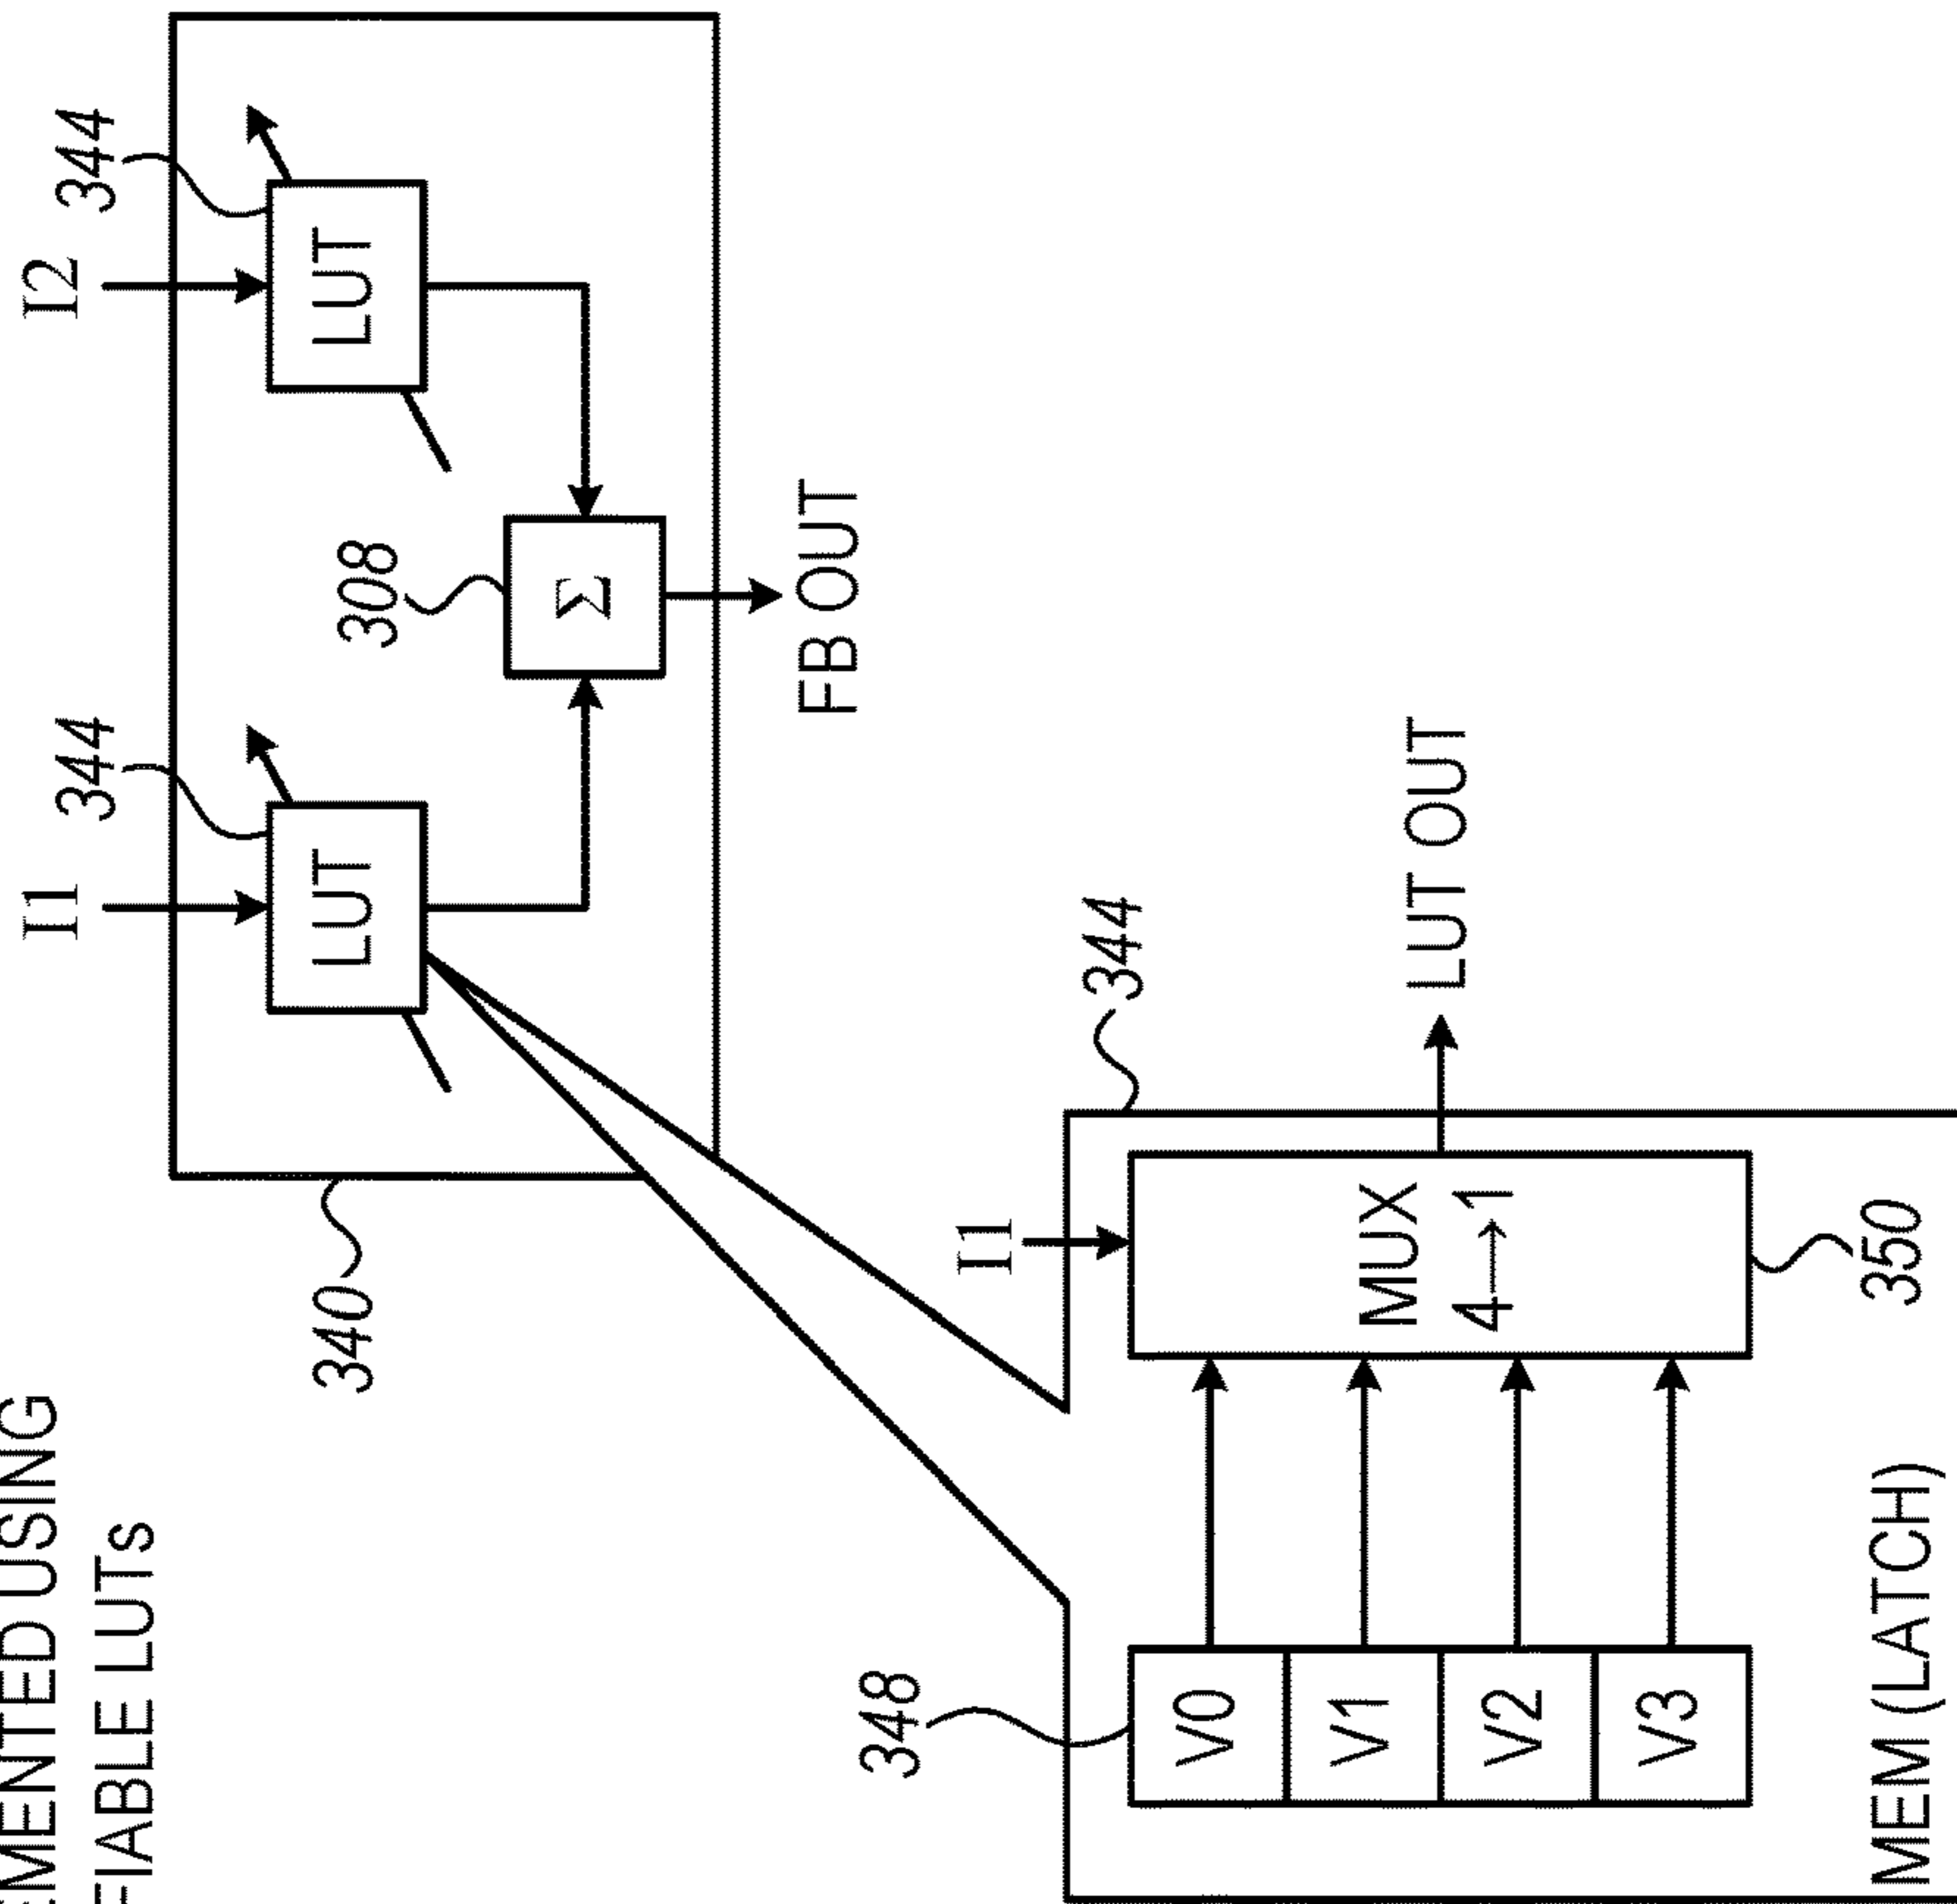 EMENTED USING
FIABLE LUTs
I1
I2
344
344
LUT
LUT
340
308
Σ
FB OUT
348
I1
344
V0
V1
V2
V3
MUX
4→1
LUT OUT
MEM (LATCH)
350